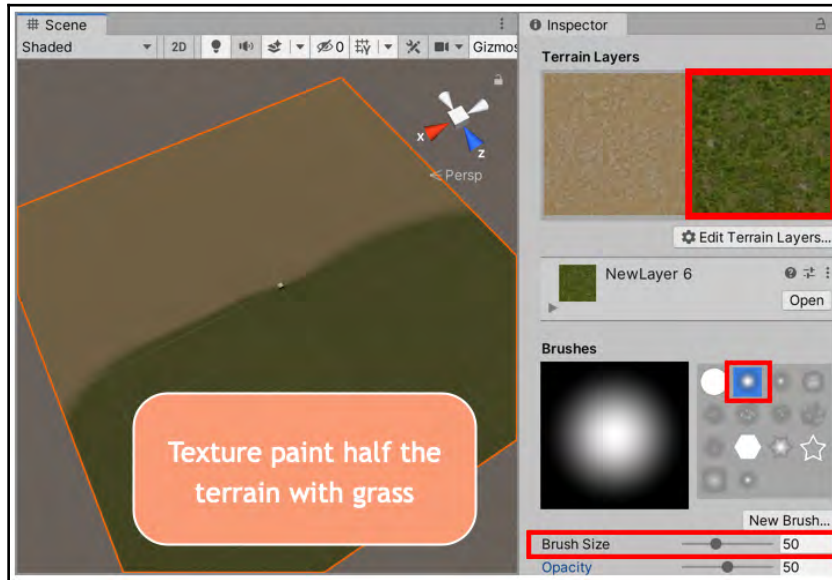 # Scene
Shaded
2D
0
Gizmos
x
z
Persp
Texture paint half the
terrain with grass
Inspector
Terrain Layers
Edit Terrain Layers...
NewLayer 6
Open
Brushes
New Brush...
Brush Size
50
Opacity
50